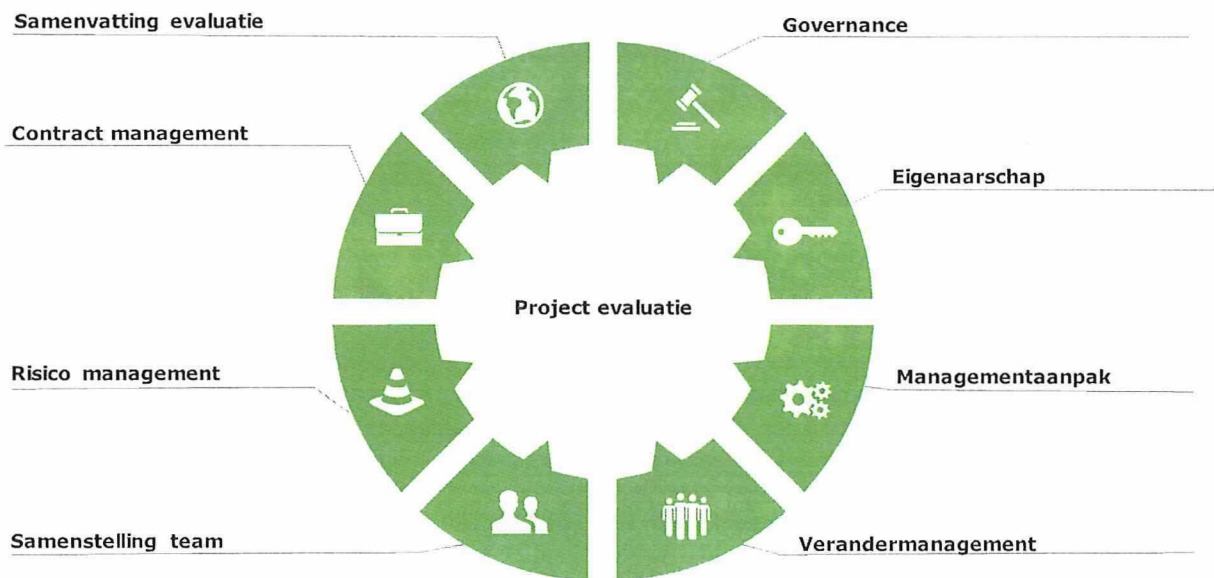 Samenvatting evaluatie
Governance
Contract management
Eigenaarschap
Project evaluatie
Risico management
Managementaanpak
Samenstelling team
Verandermanagement